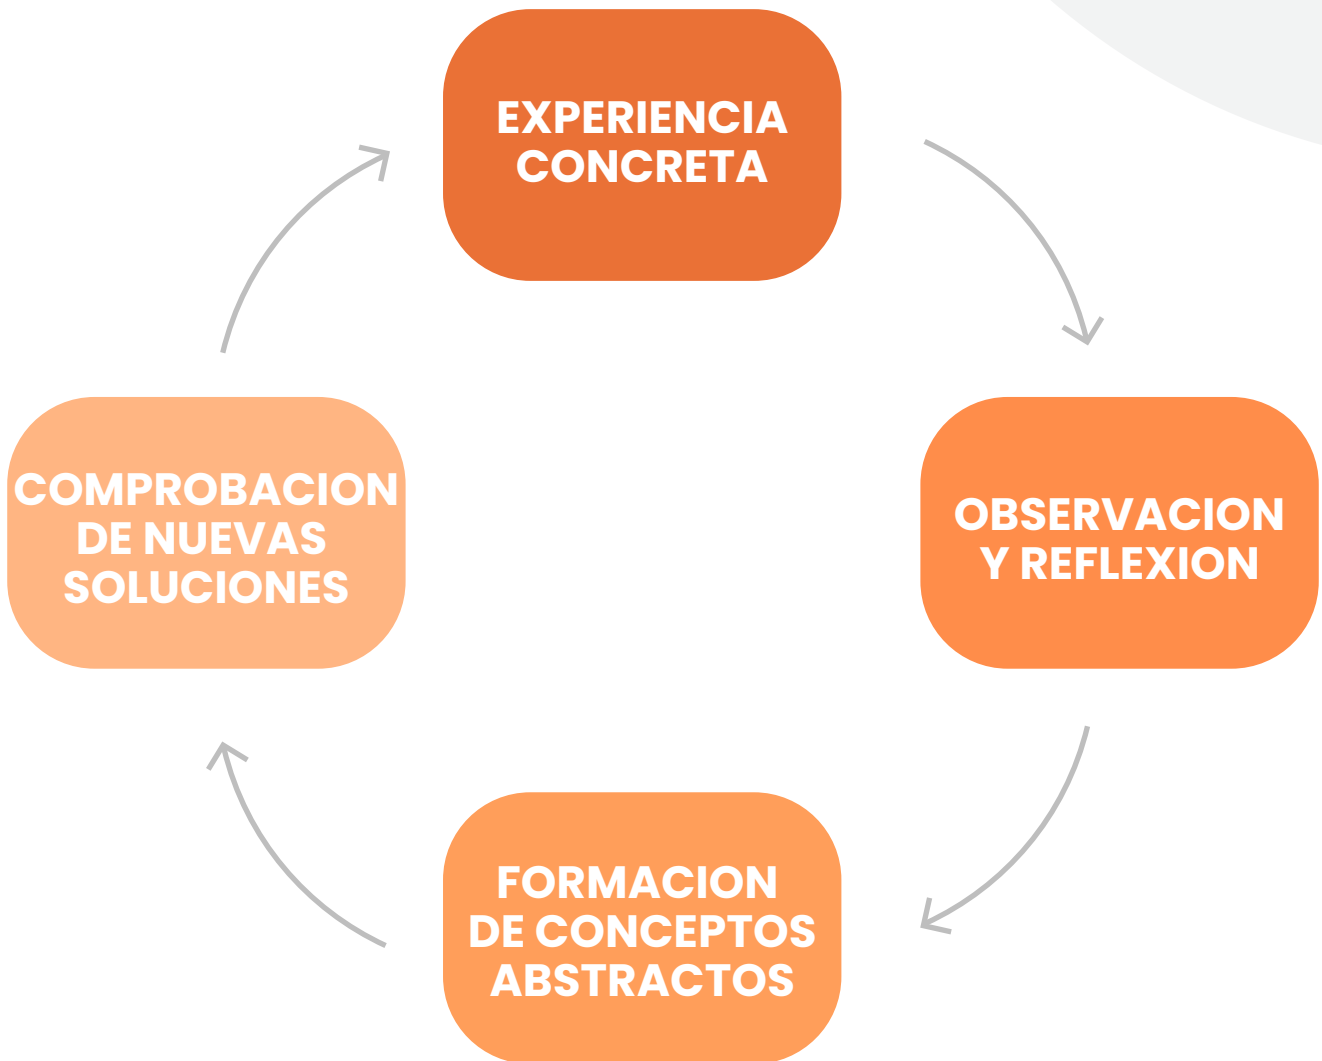 EXPERIENCIA
CONCRETA
OBSERVACION
Y REFLEXION
FORMACION
DE CONCEPTOS
ABSTRACTOS
COMPROBACION
DE NUEVAS
SOLUCIONES